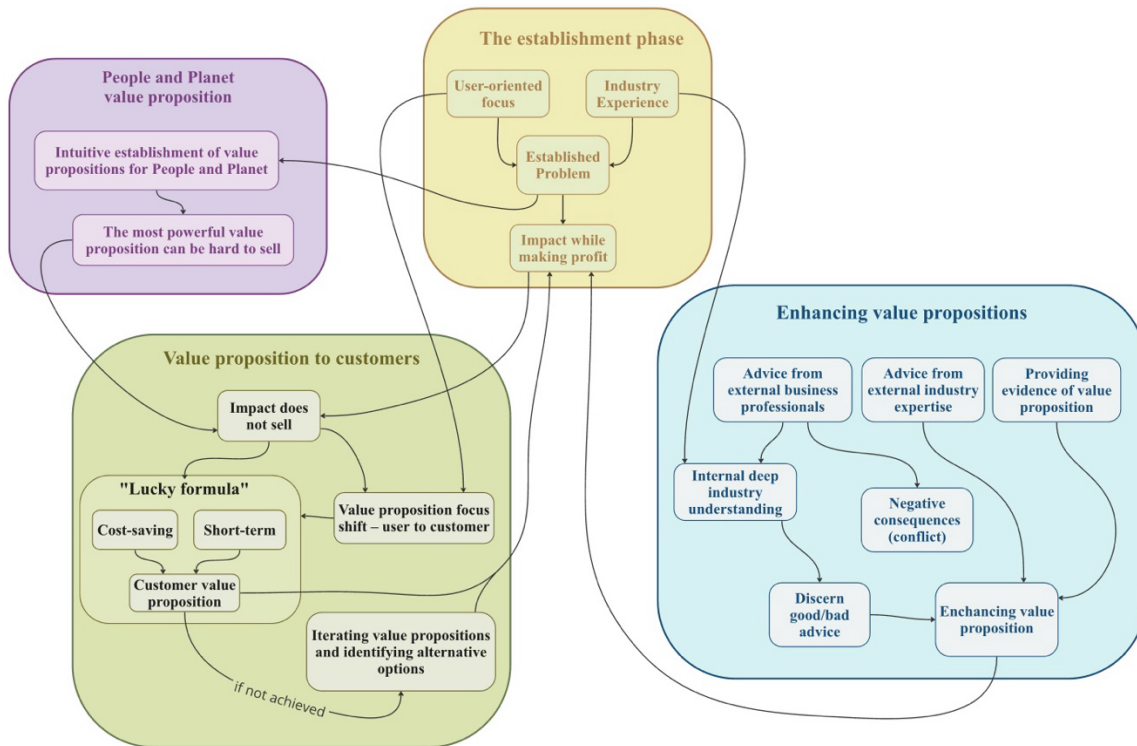 The establishment phase
User-oriented
focus
Industry
Experience
Established
Problem
Impact while
making profit
People and Planet
value proposition
Intuitive establishment of value
propositions for People and Planet
The most powerful value
proposition can be hard to sell
Value proposition to customers
Impact does
not sell
"Lucky formula"
Cost-saving
Short-term
Customer value
proposition
Value proposition focus
shift – user to customer
Iterating value propositions
and identifying alternative
options
if not achieved
Enhancing value propositions
Advice from
external business
professionals
Advice from
external industry
expertise
Providing
evidence of value
proposition
Internal deep
industry
understanding
Negative
consequences
(conflict)
Discern
good/bad
advice
Enchancing value
proposition